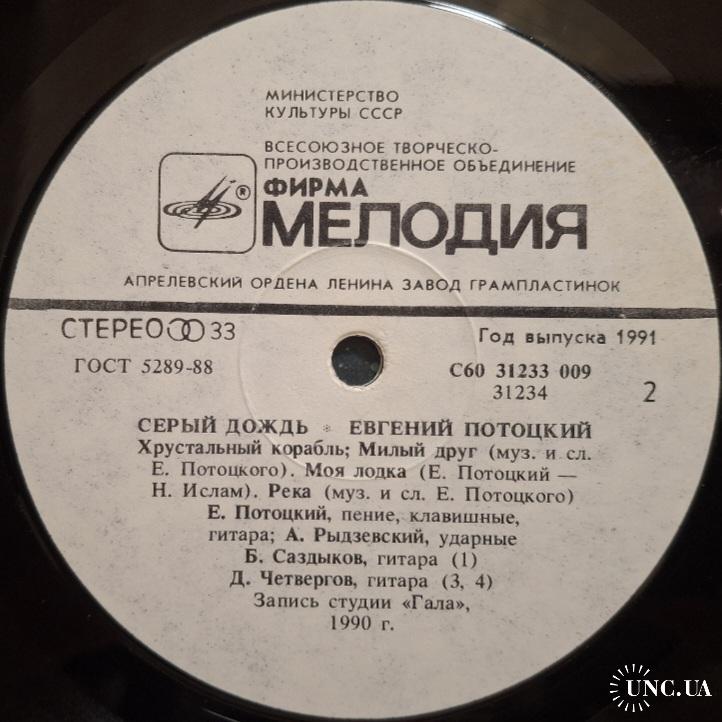 МИНИСТЕРСТВО
КУЛЬТУРЫ СССР
ВСЕСОЮЗНОЕ ТВОРЧЕСКО-
ПРОИЗВОДСТВЕННОЕ ОБЪЕДИНЕНИЕ
® ФИРМА
МЕЛОДИЯ
АПРЕЛЕВСКИЙ ОРДЕНА ЛЕНИНА ЗАВОД ГРАМПЛАСТИНОК
СТЕРЕО 33
Год выпуска 1991
ГОСТ 5289-88
С60 31233 009
31234
2
СЕРЫЙ ДОЖДЬ * ЕВГЕНИЙ ПОТОЦКИЙ
Хрустальный корабль; Милый друг (муз. и сл.
Е. Потоцкого). Моя лодка (Е. Потоцкий —
Н. Ислам). Река (муз. и сл. Е. Потоцкого)
Е. Потоцкий, пение, клавишные,
гитара; А. Рыдзевский, ударные
Б. Саздыков, гитара (1)
Д. Четвергов, гитара (3, 4)
Запись студии «Гала»,
1990 г.
UNC.UA